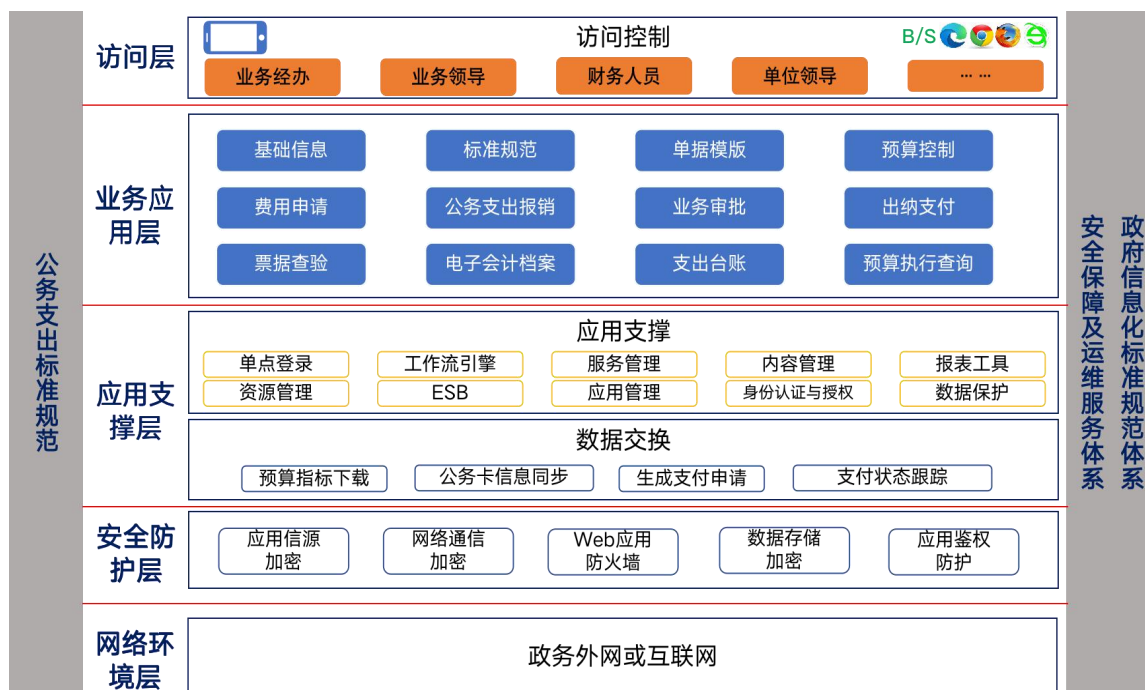 公务支出标准规范
访问层
访问控制
B/S
业务经办
业务领导
财务人员
单位领导
... ...
业务应
用层
基础信息
标准规范
单据模版
预算控制
费用申请
公务支出报销
业务审批
出纳支付
票据查验
电子会计档案
支出台账
预算执行查询
应用支
撑层
应用支撑
单点登录
工作流引擎
服务管理
内容管理
报表工具
资源管理
ESB
应用管理
身份认证与授权
数据保护
数据交换
预算指标下载
公务卡信息同步
生成支付申请
支付状态跟踪
安全防
护层
应用信源
加密
网络通信
加密
Web应用
防火墙
数据存储
加密
应用鉴权
防护
网络环
境层
政务外网或互联网
政府信息化标准规范体系
安全保障及运维服务体系